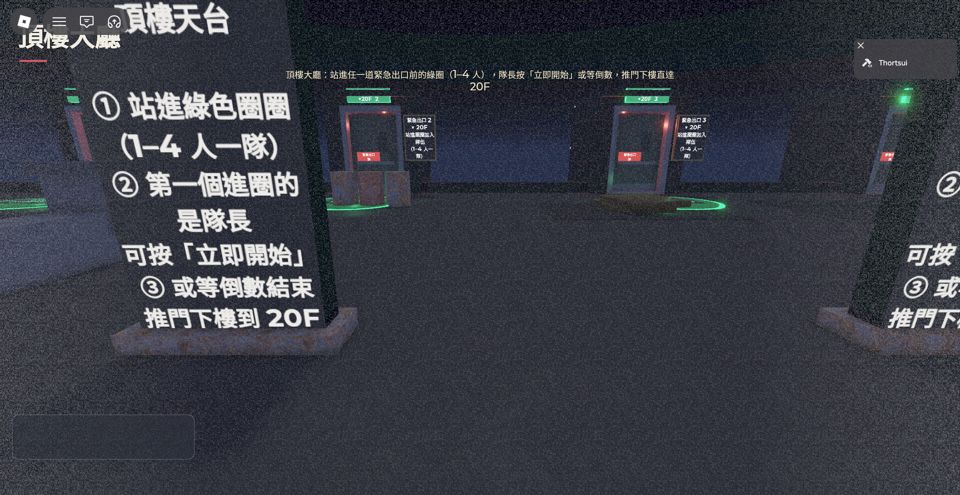 頂樓大廳
頂樓天台
① 站進綠色圈圈
(1–4 人一隊)
② 第一個進圈的
是隊長
可按「立即開始」
③ 或等倒數結束
推門下樓到 20F
頂樓大廳：站進任一道緊急出口前的綠圈（1–4 人），隊長按「立即開始」或等倒數，推門下樓直達
20F
Thortsui
緊急出口 2
緊急出口 3
②
可按
③ 或
推門下